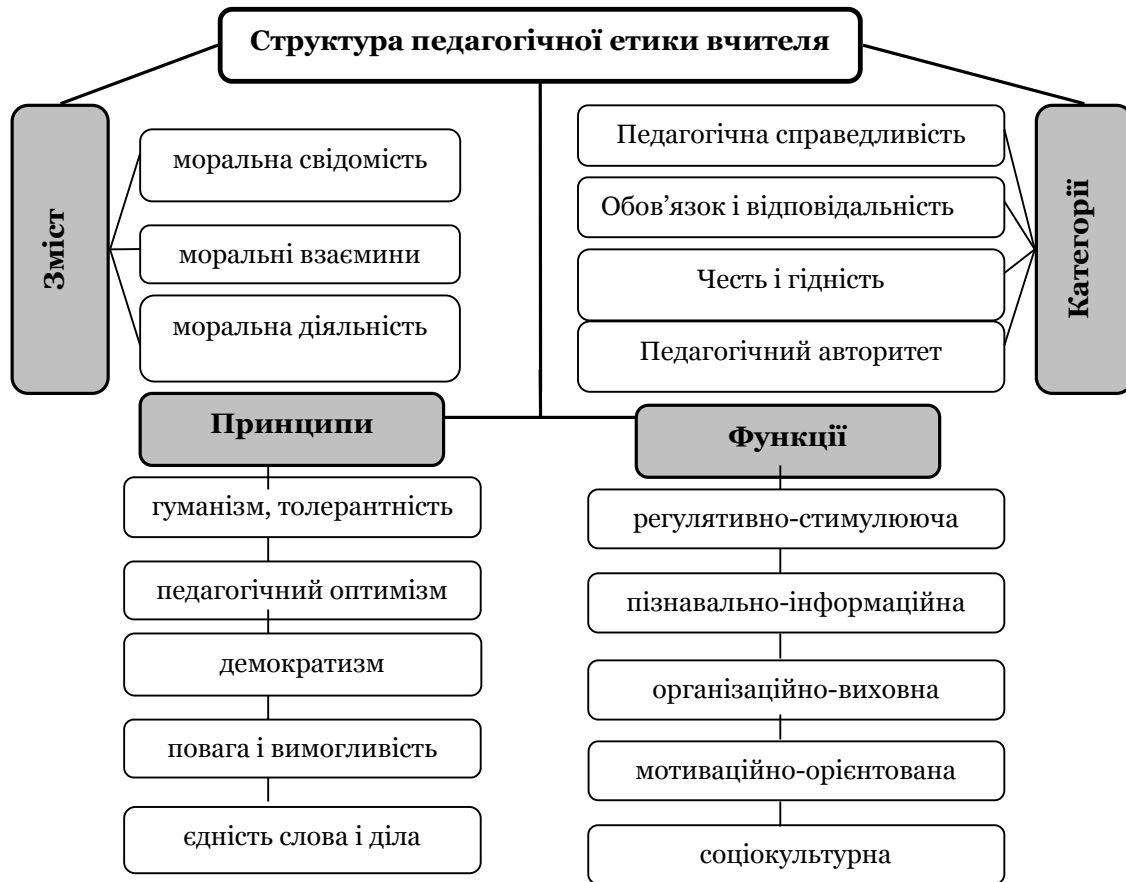 Структура педагогічної етики вчителя
Зміст
моральна свідомість
моральні взаємини
моральна діяльність
Педагогічна справедливість
Обов’язок і відповідальність
Честь і гідність
Педагогічний авторитет
Категорії
Принципи
гуманізм, толерантність
педагогічний оптимізм
демократизм
повага і вимогливість
єдність слова і діла
Функції
регулятивно-стимулююча
пізнавально-інформаційна
організаційно-виховна
мотиваційно-орієнтована
соціокультурна